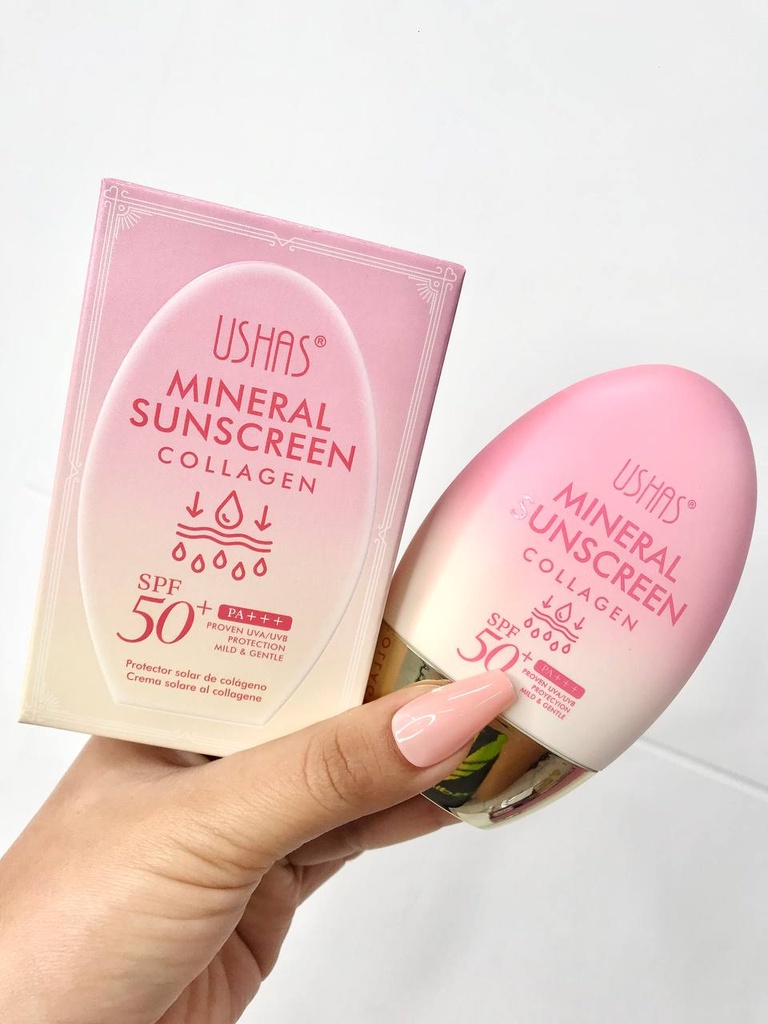 USHAS®
MINERAL
SUNSCREEN
COLLAGEN
SPF
50+ PA+++
PROVEN UVA/UVB
PROTECTION
MILD & GENTLE
Protector solar de colágeno
Crema solare al collagene
USHAS®
MINERAL
SUNSCREEN
COLLAGEN
SPF
50+ PA+++
PROVEN UVA/UVB
PROTECTION
MILD & GENTLE